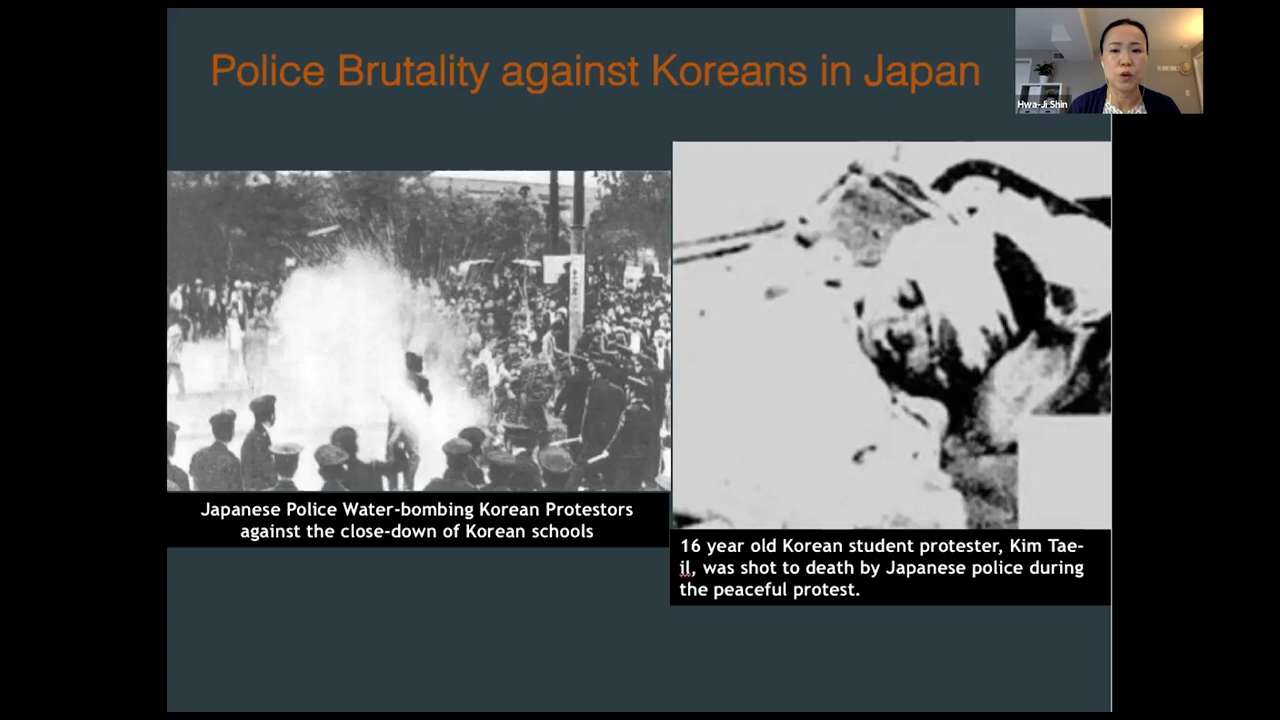 Police Brutality against Koreans in Japan
Hwa-Ji Shin
Japanese Police Water-bombing Korean Protestors
against the close-down of Korean schools
16 year old Korean student protester, Kim Tae-
il, was shot to death by Japanese police during
the peaceful protest.